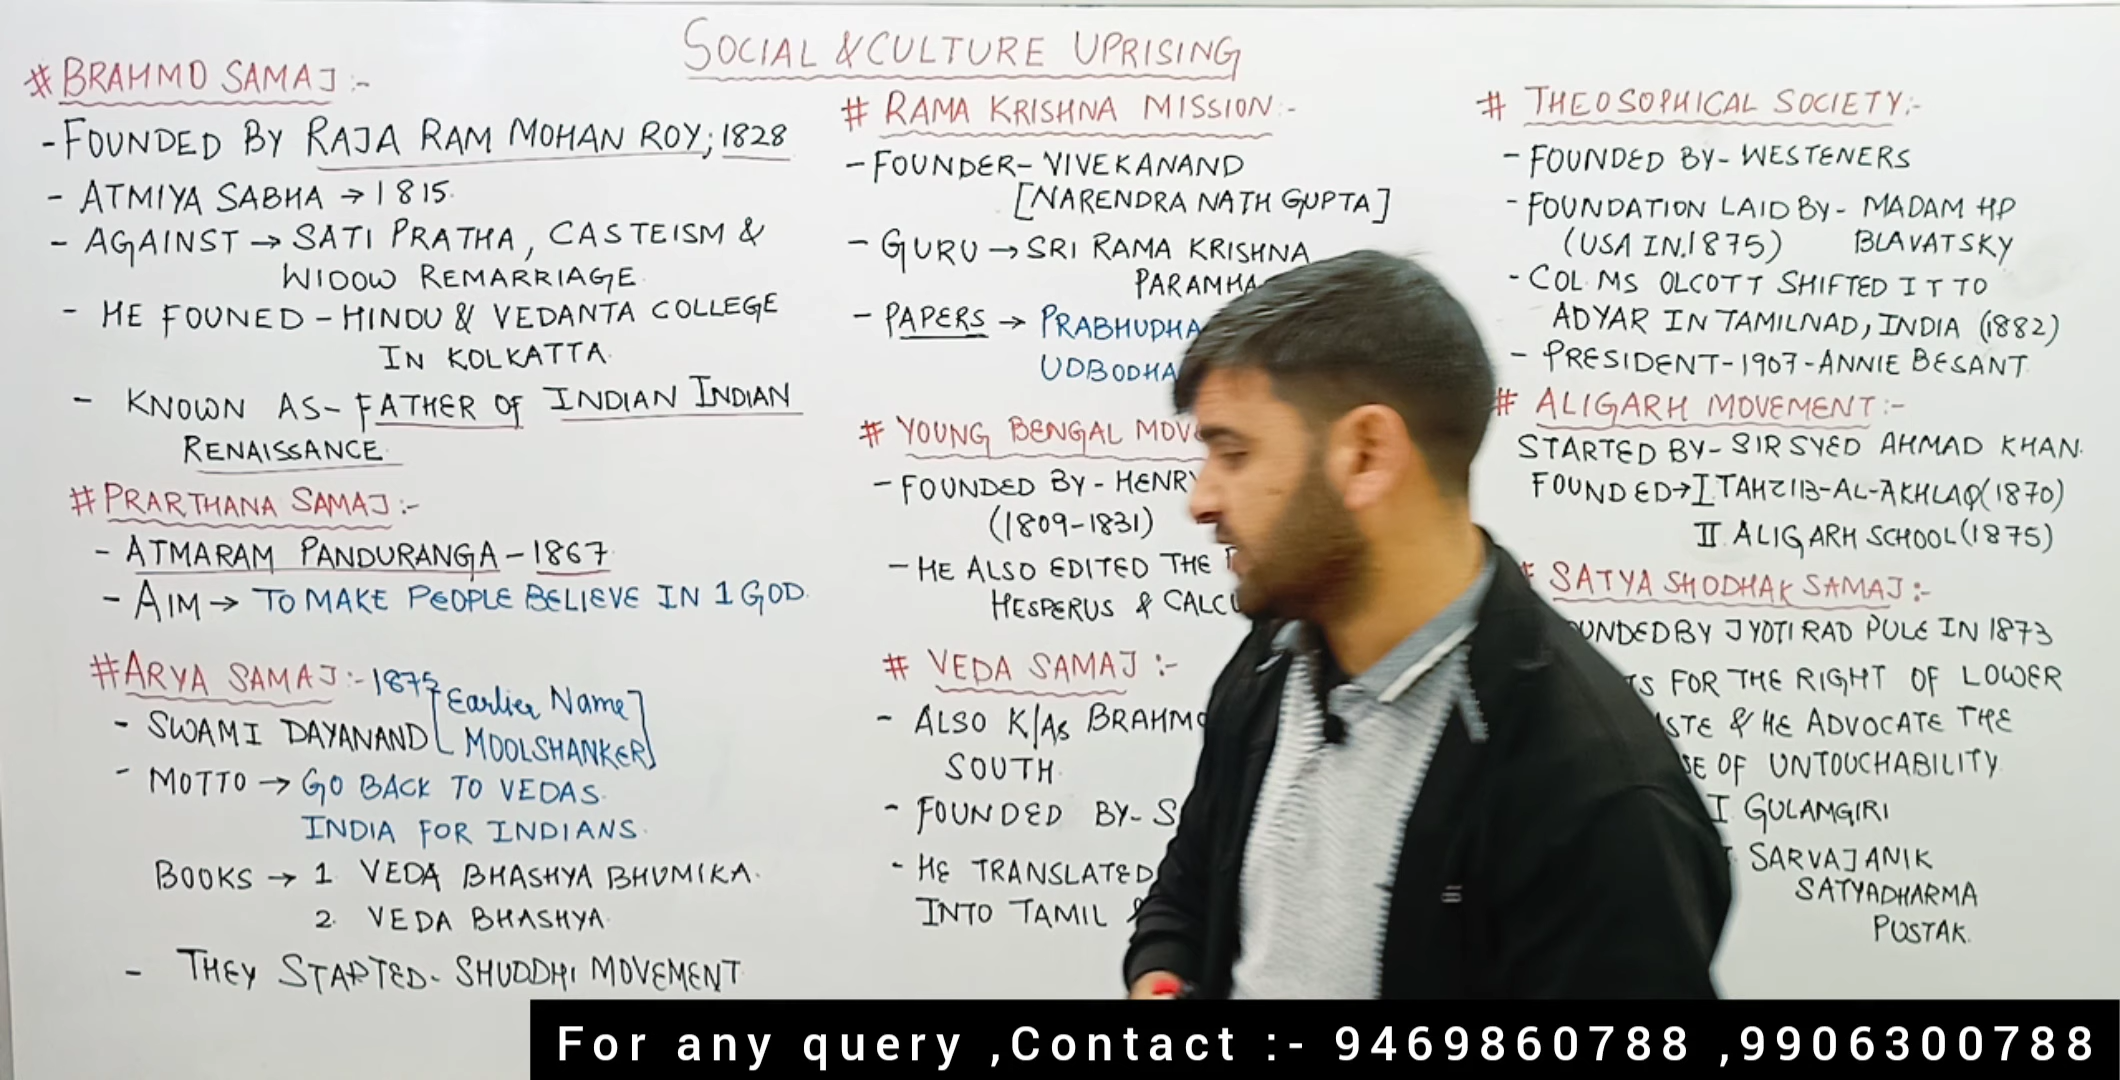 SOCIAL & CULTURE UPRISING
# BRAHMO SAMAJ :-
- FOUNDED BY RAJA RAM MOHAN ROY; 1828
- ATMIYA SABHA → 1815.
- AGAINST → SATI PRATHA, CASTEISM &
WIDOW REMARRIAGE.
- HE FOUNED - HINDU & VEDANTA COLLEGE
IN KOLKATTA.
- KNOWN AS - FATHER OF INDIAN INDIAN
RENAISSANCE.
# PRARTHANA SAMAJ :-
- ATMARAM PANDURANGA - 1867
- AIM → TO MAKE PEOPLE BELIEVE IN 1 GOD.
# ARYA SAMAJ :- 1875
- SWAMI DAYANAND [Earlier Name
MOOLSHANKER]
- MOTTO → GO BACK TO VEDAS.
INDIA FOR INDIANS.
BOOKS → 1 VEDA BHASHYA BHUMIKA.
2. VEDA BHASHYA.
- THEY STARTED - SHUDDHI MOVEMENT
# RAMA KRISHNA MISSION :-
- FOUNDER - VIVEKANAND
[NARENDRA NATH GUPTA]
- GURU → SRI RAMA KRISHNA
- PAPERS →
# YOUNG BENGAL
- FOUNDED BY - HENRY
(1809-1831)
- HE ALSO EDITED THE
HESPERUS &
# VEDA SAMAJ :-
- ALSO K/AS
SOUTH.
- FOUNDED BY -
- HE TRANSLATED
INTO TAMIL
# THEOSOPHICAL SOCIETY :-
- FOUNDED BY - WESTENERS
- FOUNDATION LAID BY - MADAM HP
(USA IN.1875) BLAVATSKY
- COL. MS OLCOTT SHIFTED IT TO
ADYAR IN TAMILNAD, INDIA (1882)
- PRESIDENT - 1907 - ANNIE BESANT.
# ALIGARH MOVEMENT :-
STARTED BY - SIR SYED AHMAD KHAN.
FOUNDED → I. TAHZIB-AL-AKHLAQ (1870)
II ALIGARH SCHOOL (1875)
# SATYA SHODHAK SAMAJ :-
BY JYOTI RAD PULE IN 1873
FOR THE RIGHT OF LOWER
& HE ADVOCATE THE
OF UNTOUCHABILITY.
I GULAMGIRI
SARVAJANIK
SATYADHARMA
PUSTAK.
For any query ,Contact :- 9469860788 ,9906300788